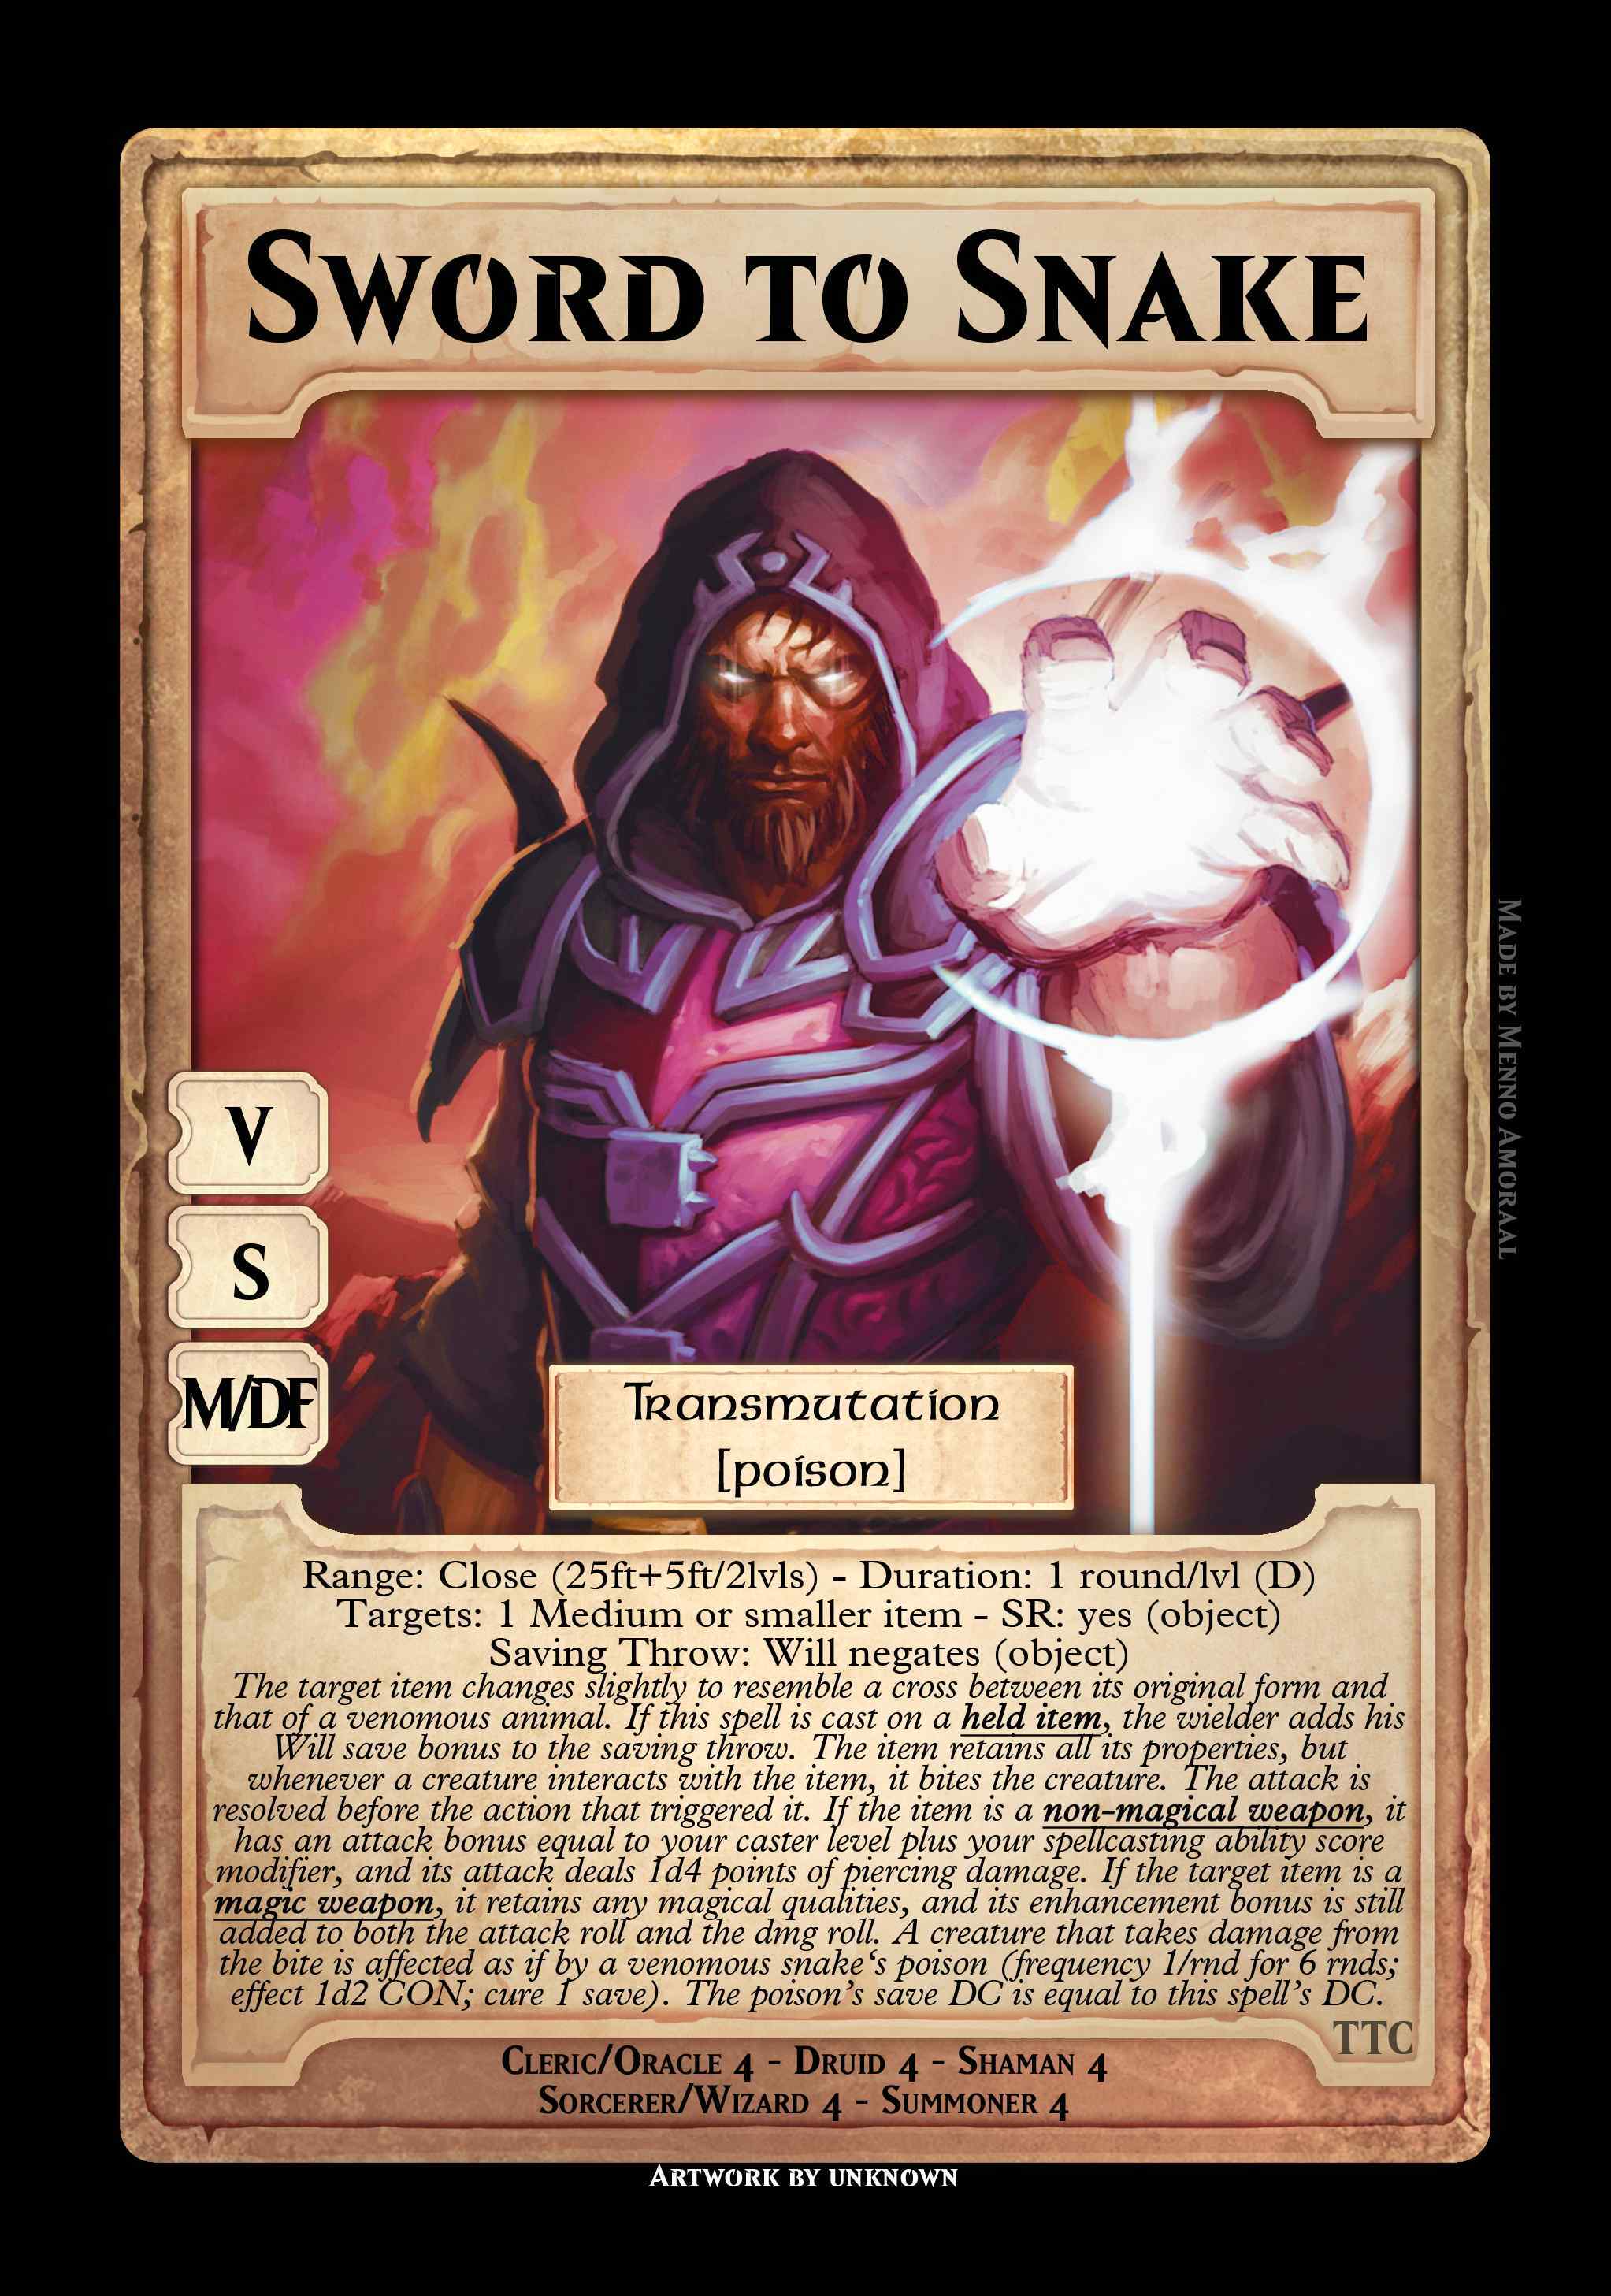 Sword to Snake
V
S
M/DF
Transmutation
[poison]
Range: Close (25ft+5ft/2lvls) - Duration: 1 round/lvl (D)
Targets: 1 Medium or smaller item - SR: yes (object)
Saving Throw: Will negates (object)
The target item changes slightly to resemble a cross between its original form and
that of a venomous animal. If this spell is cast on a held item, the wielder adds his
Will save bonus to the saving throw. The item retains all its properties, but
whenever a creature interacts with the item, it bites the creature. The attack is
resolved before the action that triggered it. If the item is a non-magical weapon, it
has an attack bonus equal to your caster level plus your spellcasting ability score
modifier, and its attack deals 1d4 points of piercing damage. If the target item is a
magic weapon, it retains any magical qualities, and its enhancement bonus is still
added to both the attack roll and the dmg roll. A creature that takes damage from
the bite is affected as if by a venomous snake‘s poison (frequency 1/rnd for 6 rnds;
effect 1d2 CON; cure 1 save). The poison’s save DC is equal to this spell’s DC.
TTC
Cleric/Oracle 4 - Druid 4 - Shaman 4
Sorcerer/Wizard 4 - Summoner 4
Artwork by unknown
Made by Menno Amoraal